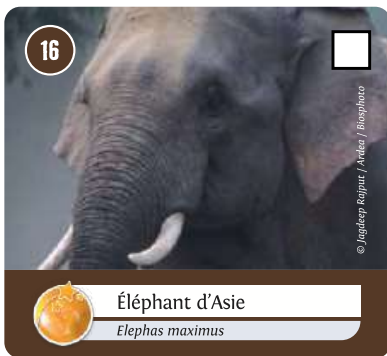 16
© Jagdeep Rajput / Ardea / Biosphoto
Éléphant d'Asie
Elephas maximus